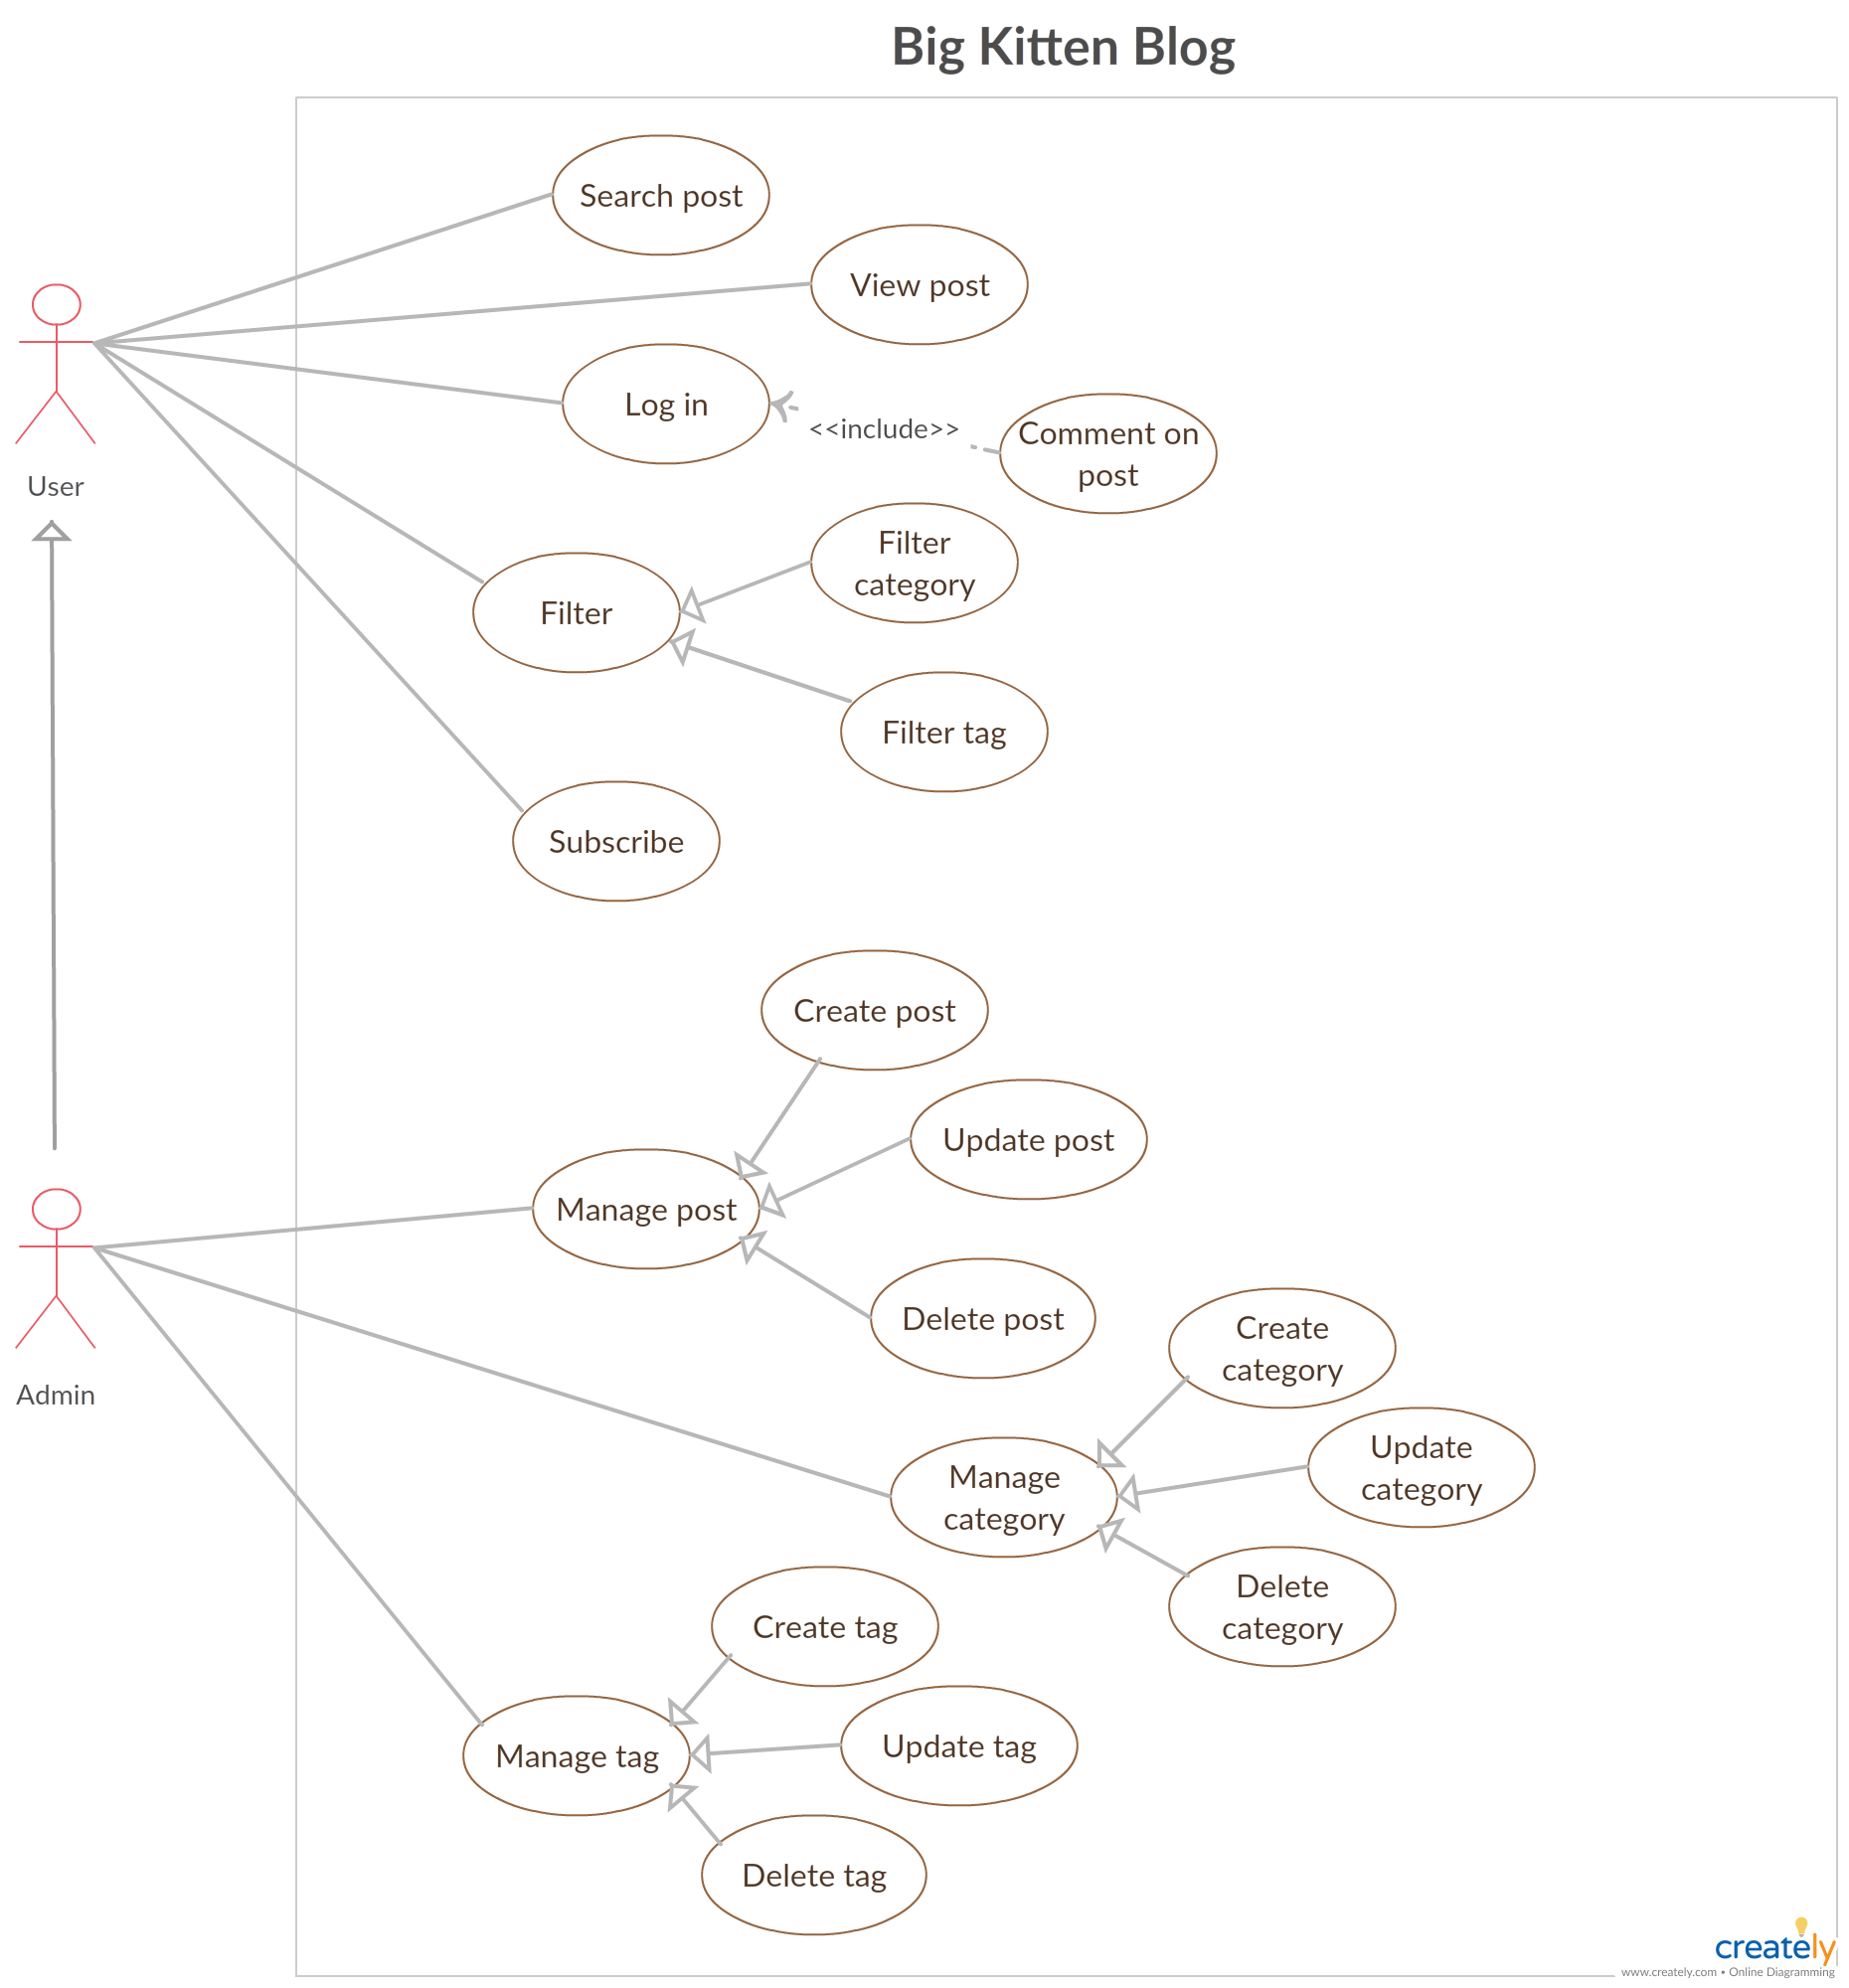 Big Kitten Blog
Search post
View post
Log in
<<include>>
Comment on
post
User
Filter
category
Filter
Filter tag
Subscribe
Create post
Update post
Manage post
Delete post
Admin
Create
category
Update
category
Manage
category
Delete
category
Create tag
Update tag
Manage tag
Delete tag
creately
www.creately.com • Online Diagramming